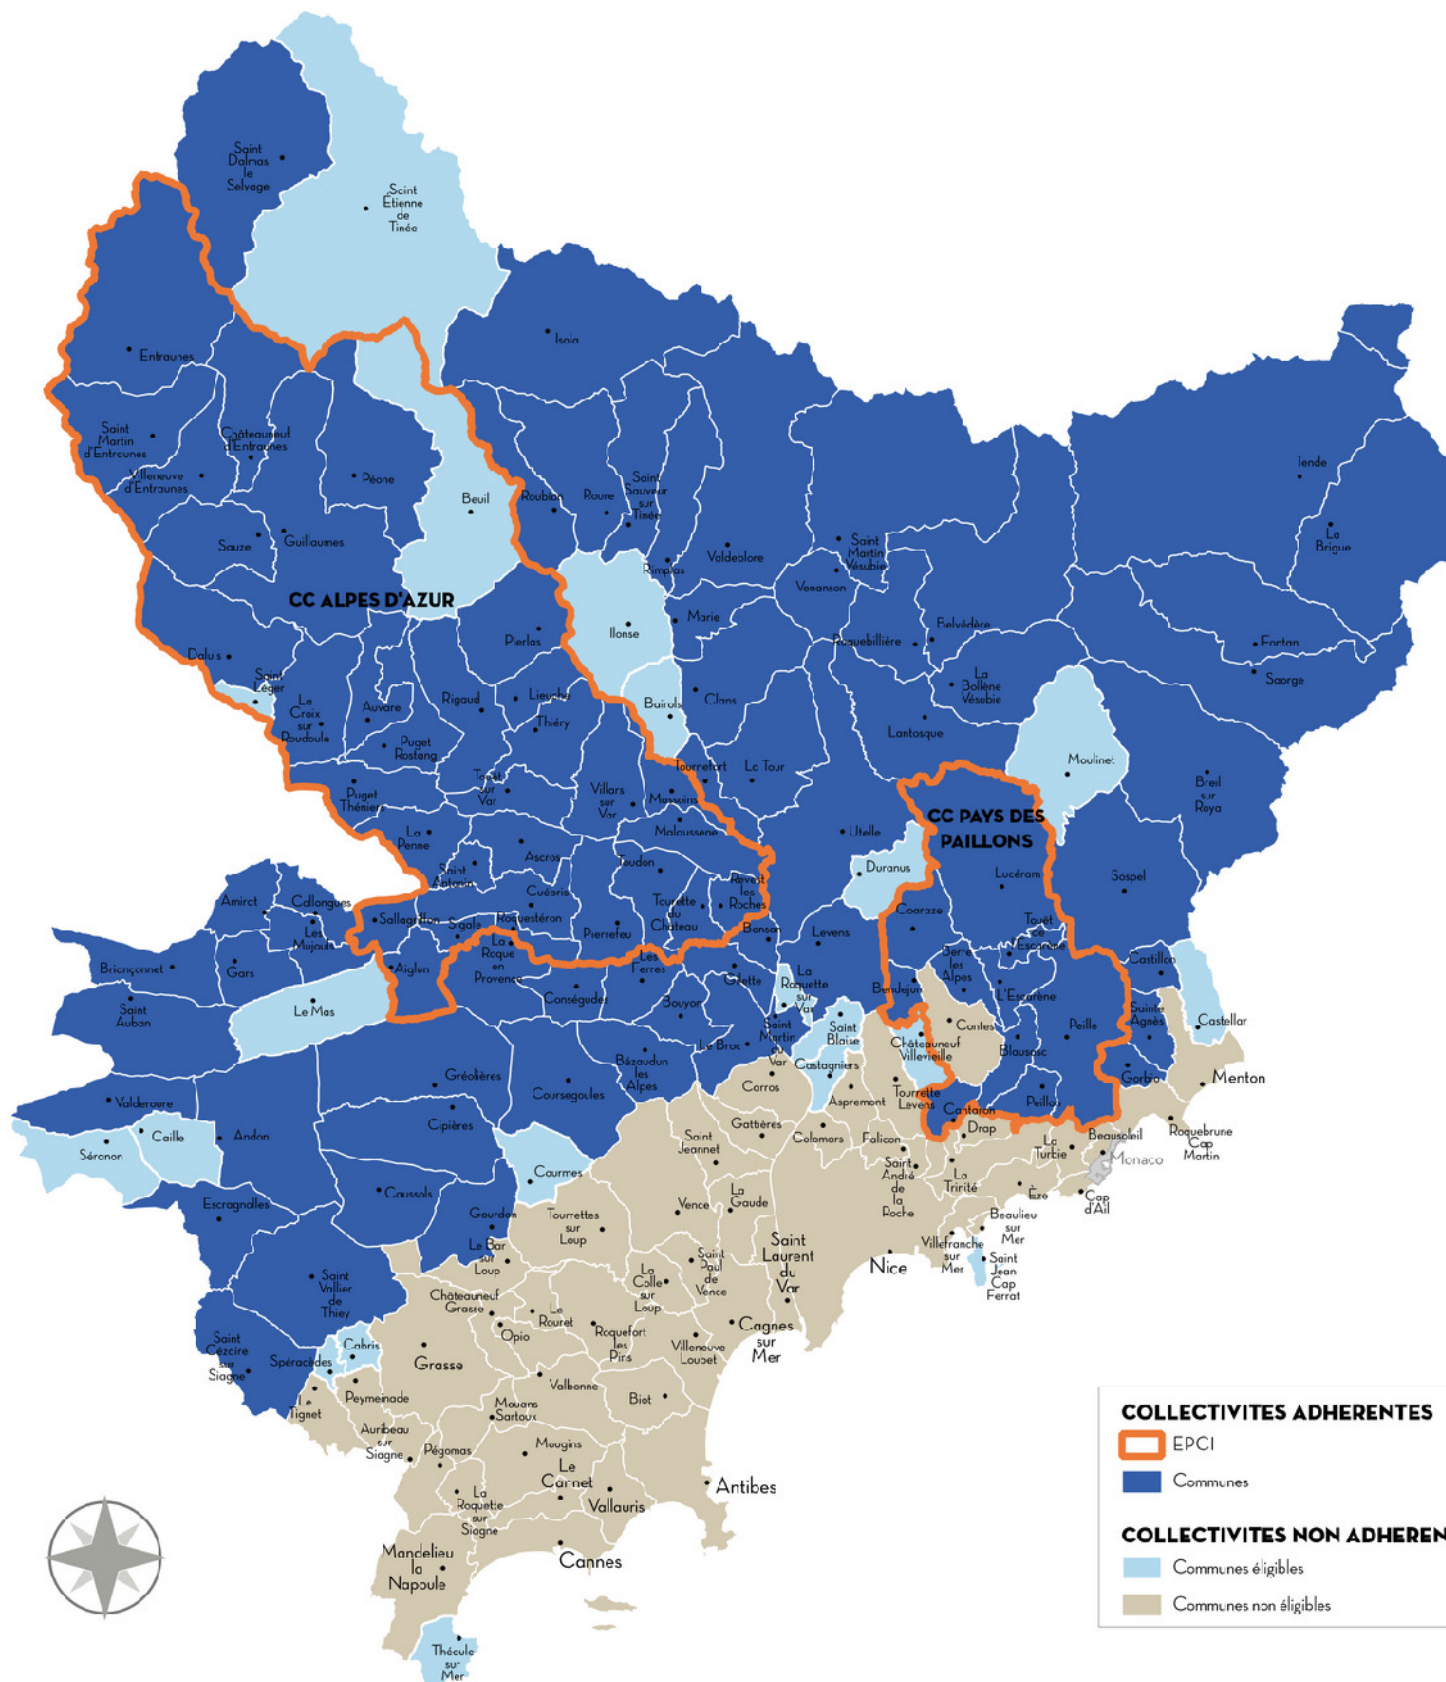 Saint
Dalmas
le
Selvage
Saint
Étienne
de
Tinée
Isola
Entraunes
Saint
Martin
d'Entraunes
Châteauneuf
d'Entraunes
Villeneuve
d'Entraunes
Péone
Beuil
Roubion
Roure
Saint
Sauveur
sur
Tinée
Tende
La
Brigue
Sauze
Guillaumes
Rimplas
Valdeblore
Saint
Martin
Vésubie
Venanson
CC ALPES D'AZUR
Pierlas
Ilonse
Marie
Roquebillière
Belvédère
Fontan
Saorge
Daluis
Saint
Léger
La
Croix
sur
Roudoule
Auvare
Rigaud
Lieuche
Thiéry
Bairols
Clans
La
Bollène
Vésubie
Lantosque
Puget
Rostang
Moulinet
Breil
sur
Roya
Puget
Théniers
Touët
sur
Var
Villars
sur
Var
Massoins
Tournefort
La Tour
Malaussène
CC PAYS DES
PAILLONS
Utelle
Duranus
Lucéram
Sospel
La
Penne
Saint
Antonin
Ascros
Toudon
Cuébris
Tourette
du
Château
Revest
les
Roches
Coaraze
Touët
de
l'Escarène
Amirat
Collongues
Les
Mujouls
Sallagriffon
Sigale
Roquestéron
La
Roque
en
Provence
Pierrefeu
Bonson
Levens
Berre
les
Alpes
Castillon
Briançonnet
Gars
Aiglun
Les
Ferres
Gilette
La
Roquette
sur
Var
Bendejun
L'Escarène
Saint
Auban
Le Mas
Conségudes
Bouyon
Saint
Martin
du
Var
Saint
Blaise
Contes
Châteauneuf
Villevieille
Blausasc
Peille
Sainte
Agnès
Castellar
Le Broc
Bézaudun
les
Alpes
Castagniers
Gorbio
Menton
Gréolières
Coursegoules
Carros
Aspremont
Tourrette
Levens
Peillon
Valderoure
Cipières
Cantaron
Caille
Séranon
Andon
Saint
Jeannet
Gattières
Colomars
Falicon
Drap
La
Turbie
Beausoleil
Monaco
Roquebrune
Cap
Martin
Escragnolles
Caussols
Courmes
Vence
La
Gaude
Saint
André
de
la
Roche
La
Trinité
Èze
Cap
d'Ail
Gourdon
Tourrettes
sur
Loup
Saint
Laurent
du
Var
Nice
Beaulieu
sur
Mer
Villefranche
sur
Mer
Saint
Jean
Cap
Ferrat
Le Bar
sur
Loup
Saint
Paul
de
Vence
La
Colle
sur
Loup
Saint
Vallier
de
Thiey
Châteauneuf
Grasse
Le
Rouret
Opio
Roquefort
les
Pins
Villeneuve
Loubet
Cagnes
sur
Mer
Saint
Cézaire
sur
Siagne
Spéracèdes
Cabris
Grasse
Le
Tignet
Peymeinade
Valbonne
Biot
Mouans
Sartoux
Auribeau
sur
Siagne
Pégomas
Mougins
Le
Cannet
Vallauris
Antibes
La
Roquette
sur
Siagne
Mandelieu
la
Napoule
Cannes
Théoule
sur
Mer
COLLECTIVITES ADHERENTES
EPCI
Communes
COLLECTIVITES NON ADHEREN
Communes éligibles
Communes non éligibles